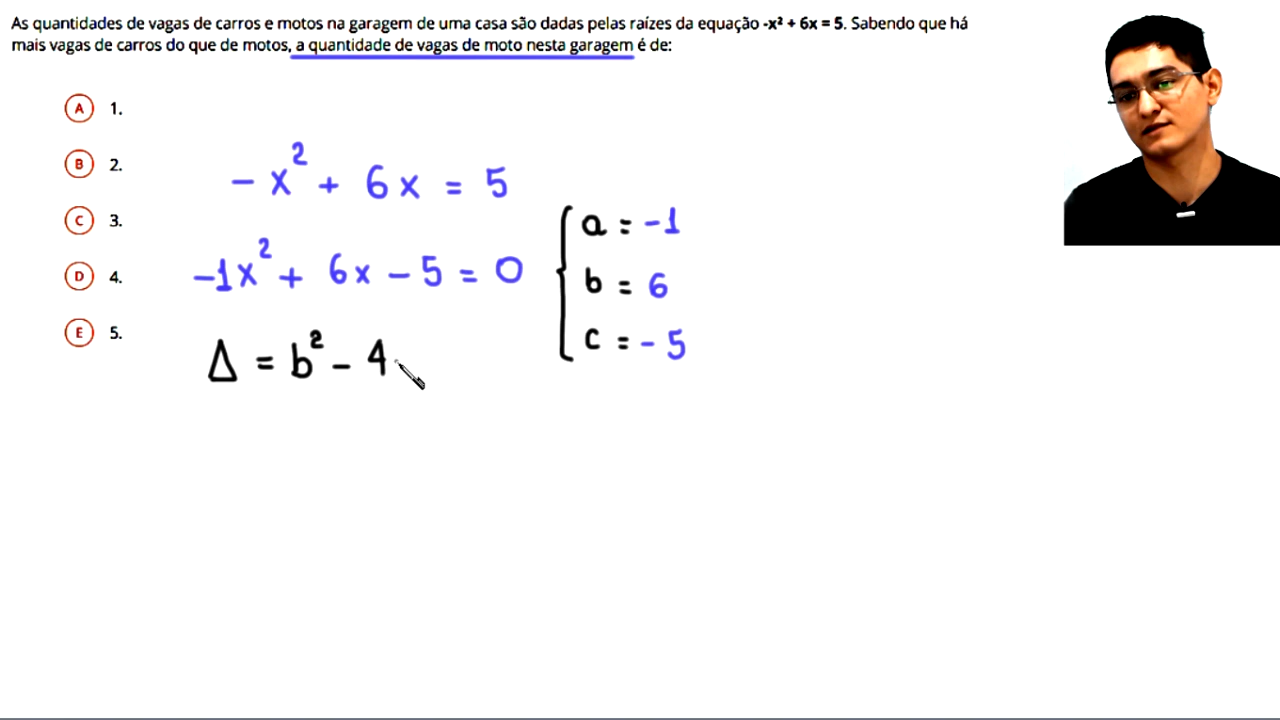 As quantidades de vagas de carros e motos na garagem de uma casa são dadas pelas raízes da equação -x² + 6x = 5. Sabendo que há
mais vagas de carros do que de motos, a quantidade de vagas de moto nesta garagem é de:
A 1.
B 2.
C 3.
D 4.
E 5.
-x² + 6x = 5
-1x² + 6x - 5 = 0
Δ = b² - 4
a = -1
b = 6
c = -5